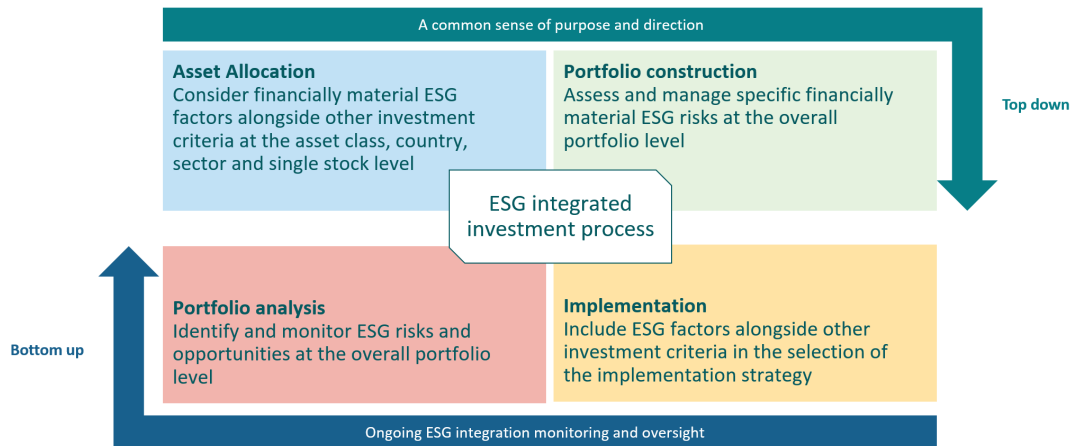 A common sense of purpose and direction
Asset Allocation
Consider financially material ESG
factors alongside other investment
criteria at the asset class, country,
sector and single stock level
Portfolio construction
Assess and manage specific financially
material ESG risks at the overall
portfolio level
Top down
ESG integrated
investment process
Bottom up
Portfolio analysis
Identify and monitor ESG risks and
opportunities at the overall portfolio
level
Implementation
Include ESG factors alongside other
investment criteria in the selection of
the implementation strategy
Ongoing ESG integration monitoring and oversight